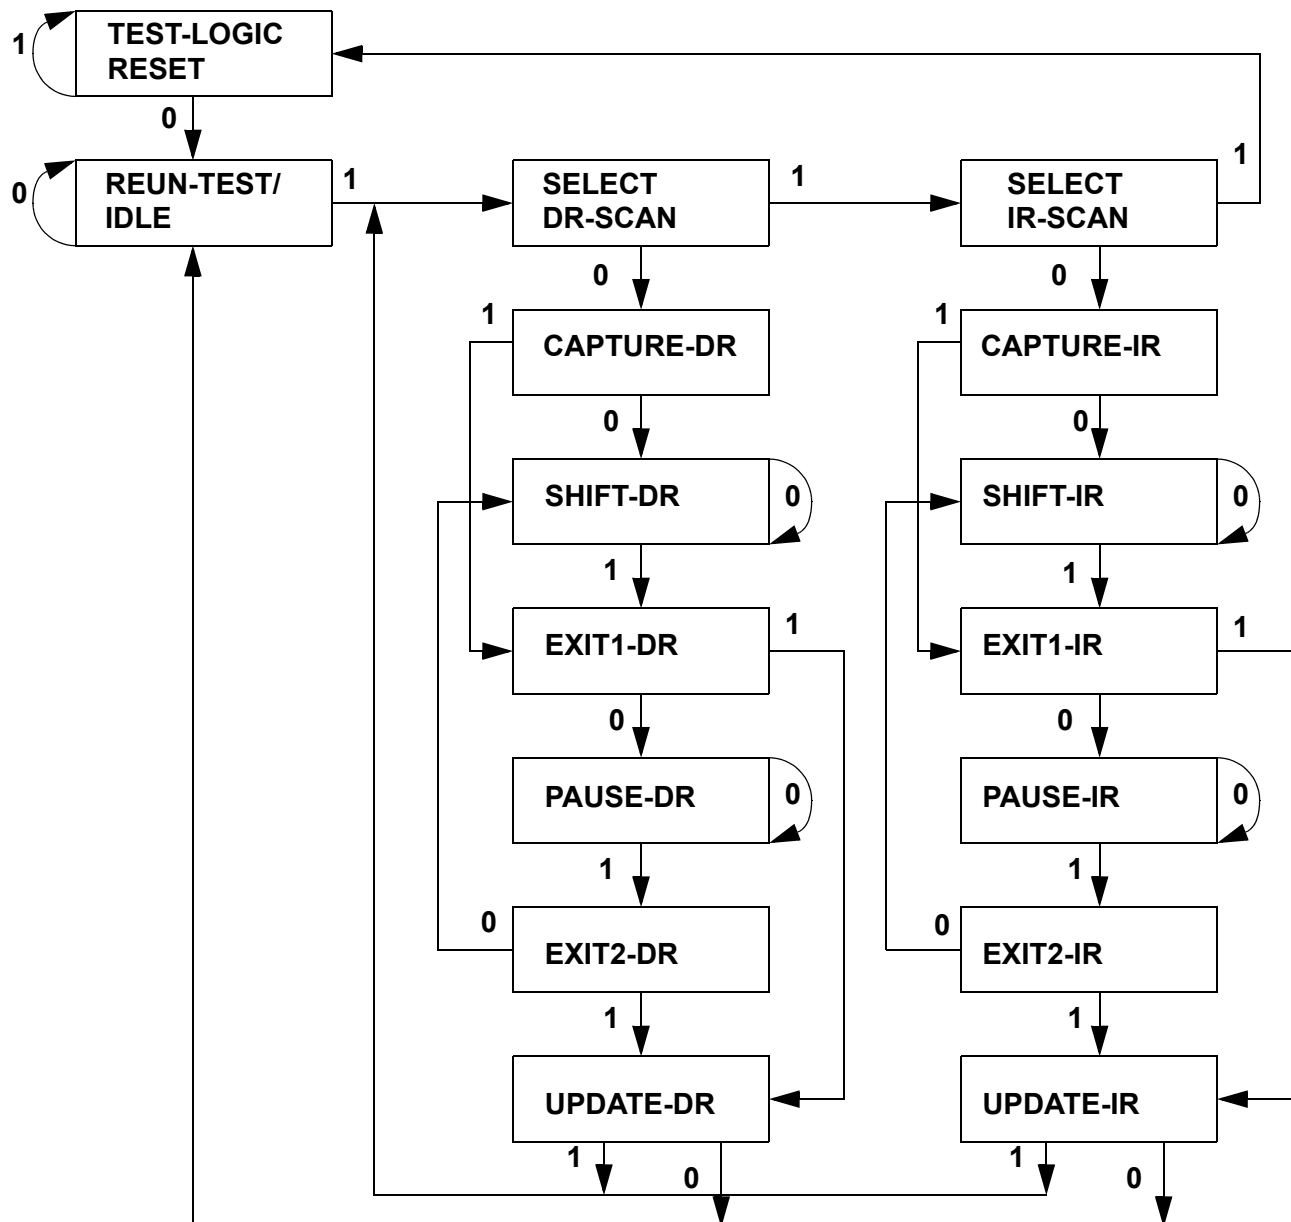 TEST-LOGIC
RESET
1
0
REUN-TEST/
IDLE
0
1
SELECT
DR-SCAN
1
SELECT
IR-SCAN
1
0
0
1
CAPTURE-DR
1
CAPTURE-IR
0
0
SHIFT-DR
0
SHIFT-IR
0
1
1
EXIT1-DR
1
EXIT1-IR
1
0
0
PAUSE-DR
0
PAUSE-IR
0
1
1
0
EXIT2-DR
0
EXIT2-IR
1
1
UPDATE-DR
UPDATE-IR
1
0
1
0